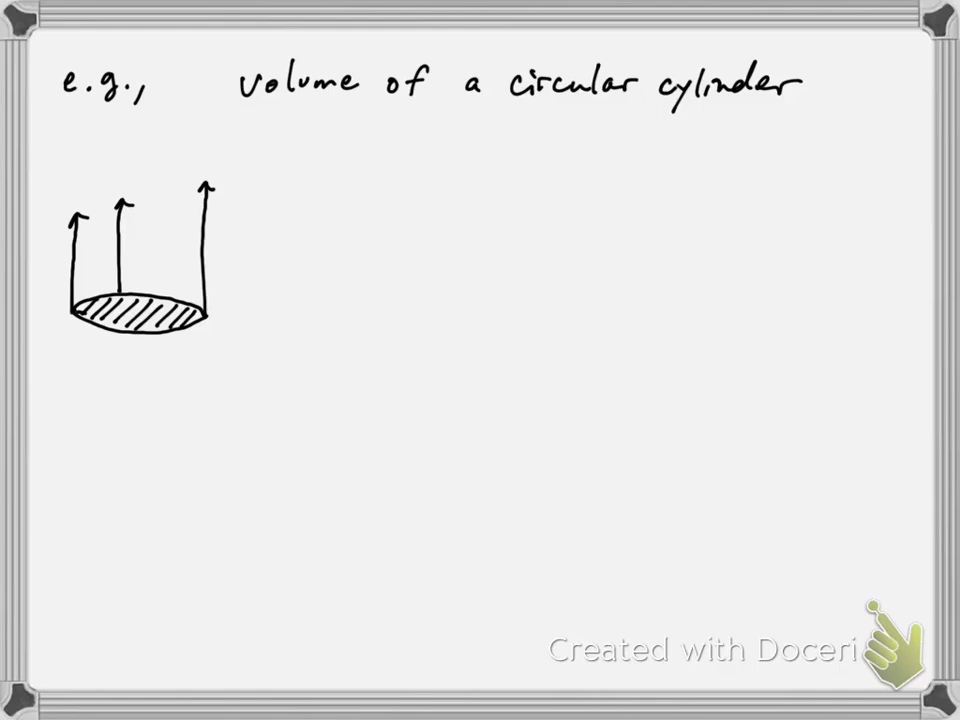 e.g., volume of a circular cylinder
Created with Doceri